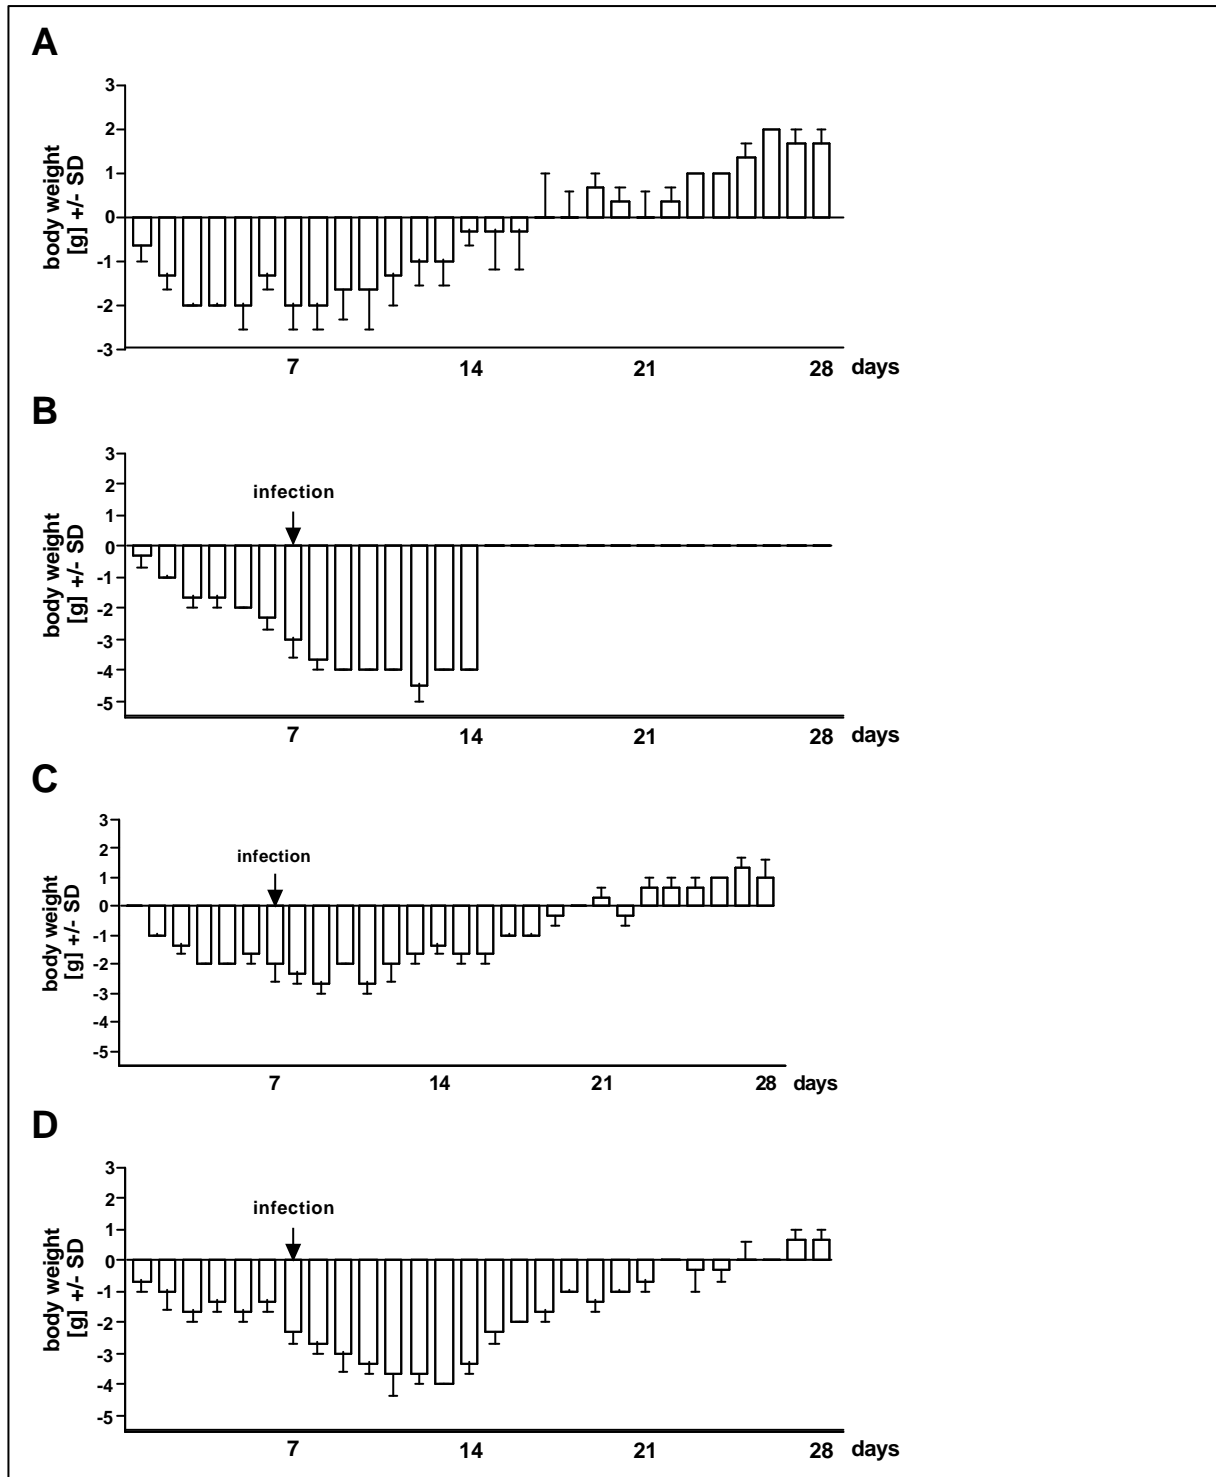 A
body weight
[g] +/- SD
3
2
1
0
-1
-2
-3
7 14 21 28 days
B
body weight
[g] +/- SD
3
2
1
0
-1
-2
-3
-4
-5
infection
7 14 21 28 days
C
body weight
[g] +/- SD
3
2
1
0
-1
-2
-3
-4
-5
infection
7 14 21 28 days
D
body weight
[g] +/- SD
3
2
1
0
-1
-2
-3
-4
-5
infection
7 14 21 28 days